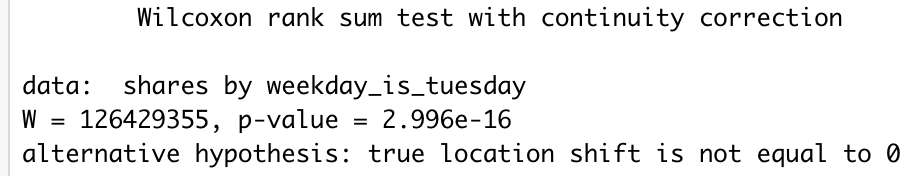 Wilcoxon rank sum test with continuity correction
data:  shares by weekday_is_tuesday
W = 126429355, p-value = 2.996e-16
alternative hypothesis: true location shift is not equal to 0